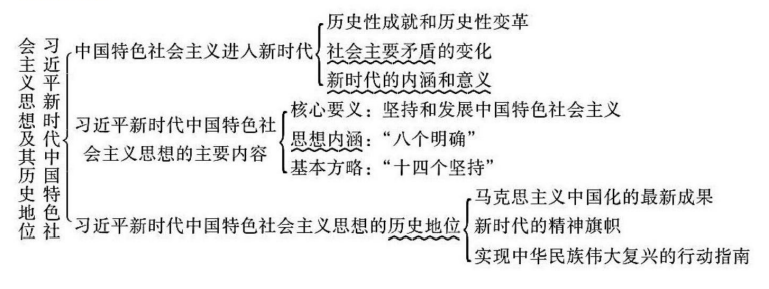 习近平新时代中国特色社
会主义思想及其历史地位
中国特色社会主义进入新时代
历史性成就和历史性变革
社会主要矛盾的变化
新时代的内涵和意义
习近平新时代中国特色社
会主义思想的主要内容
核心要义：坚持和发展中国特色社会主义
思想内涵：“八个明确”
基本方略：“十四个坚持”
习近平新时代中国特色社会主义思想的历史地位
马克思主义中国化的最新成果
新时代的精神旗帜
实现中华民族伟大复兴的行动指南